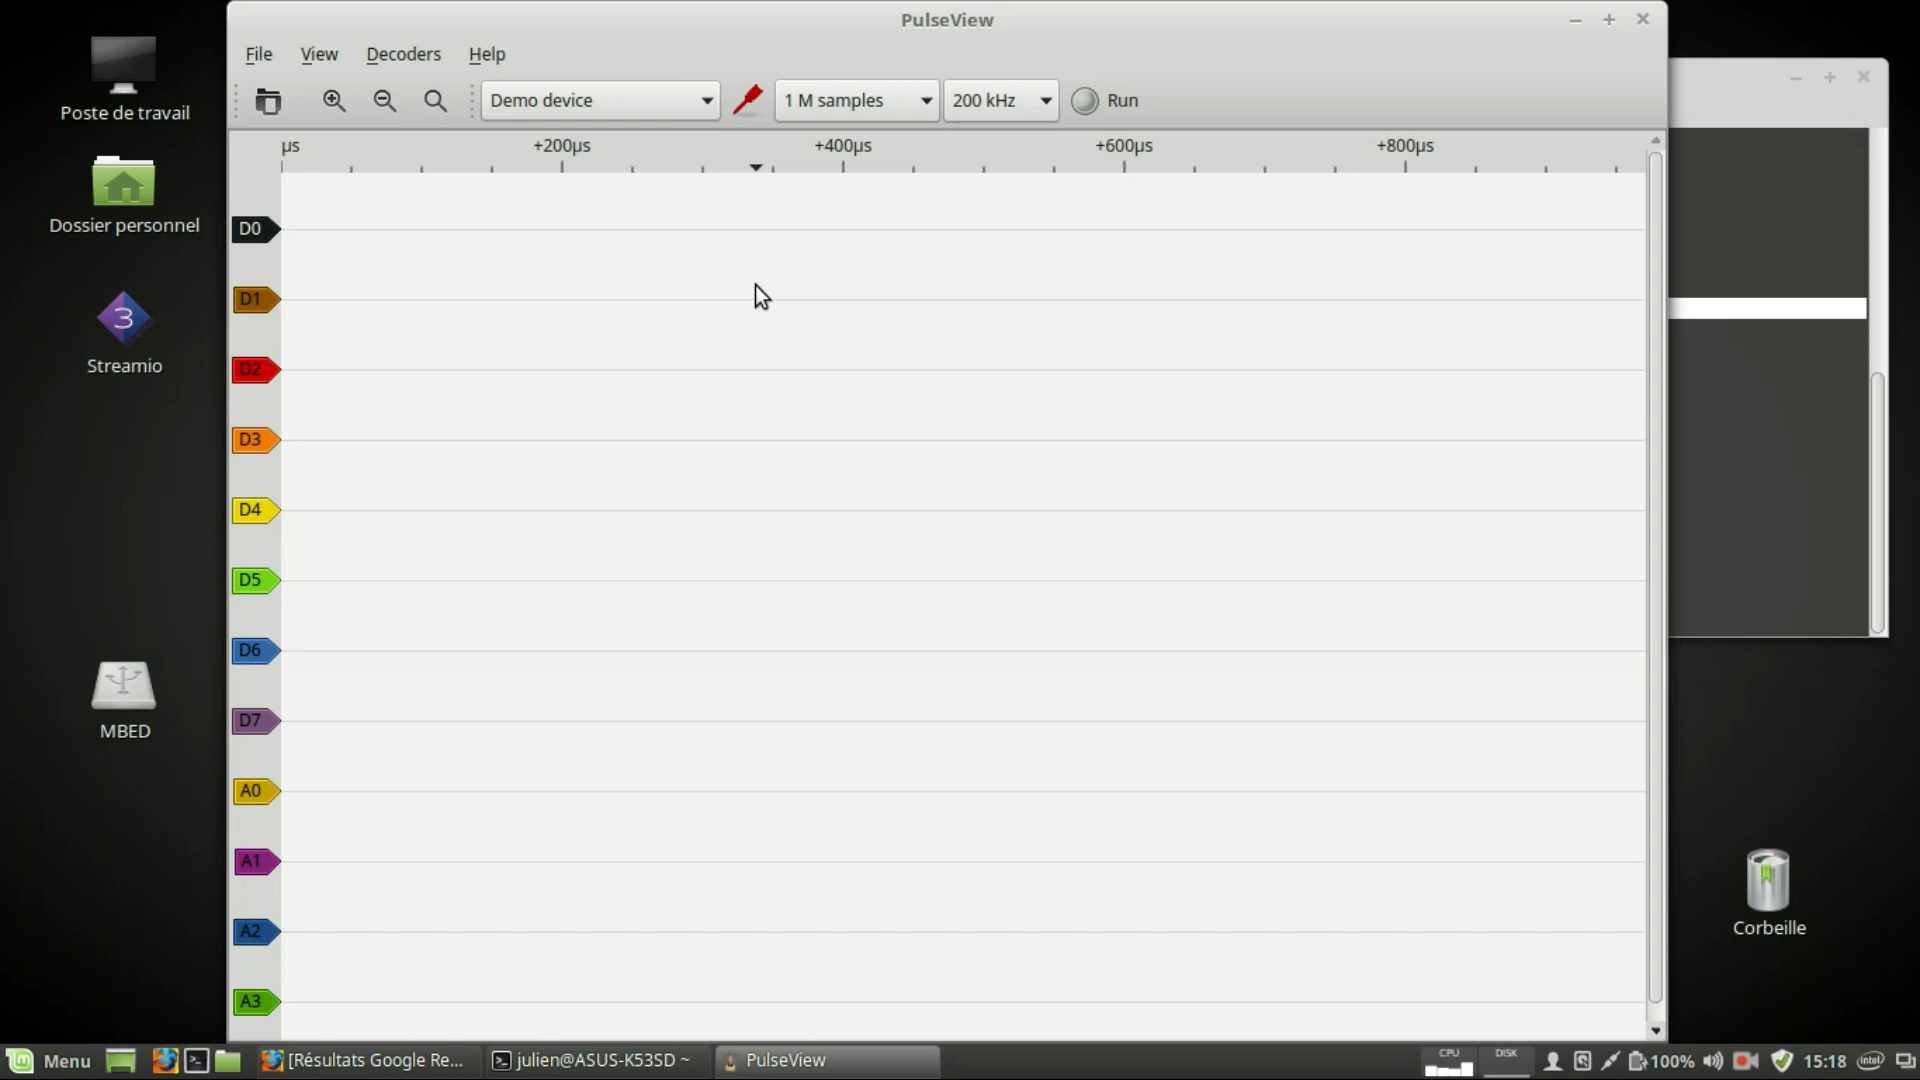 PulseView
File View Decoders Help
Demo device 1 M samples 200 kHz Run
µs +200µs +400µs +600µs +800µs
D0
D1
D2
D3
D4
D5
D6
D7
A0
A1
A2
A3
Poste de travail
Dossier personnel
3
Streamio
MBED
Corbeille
Menu [Résultats Google Re... julien@ASUS-K53SD ~ PulseView CPU DISK 100% 15:18 intel